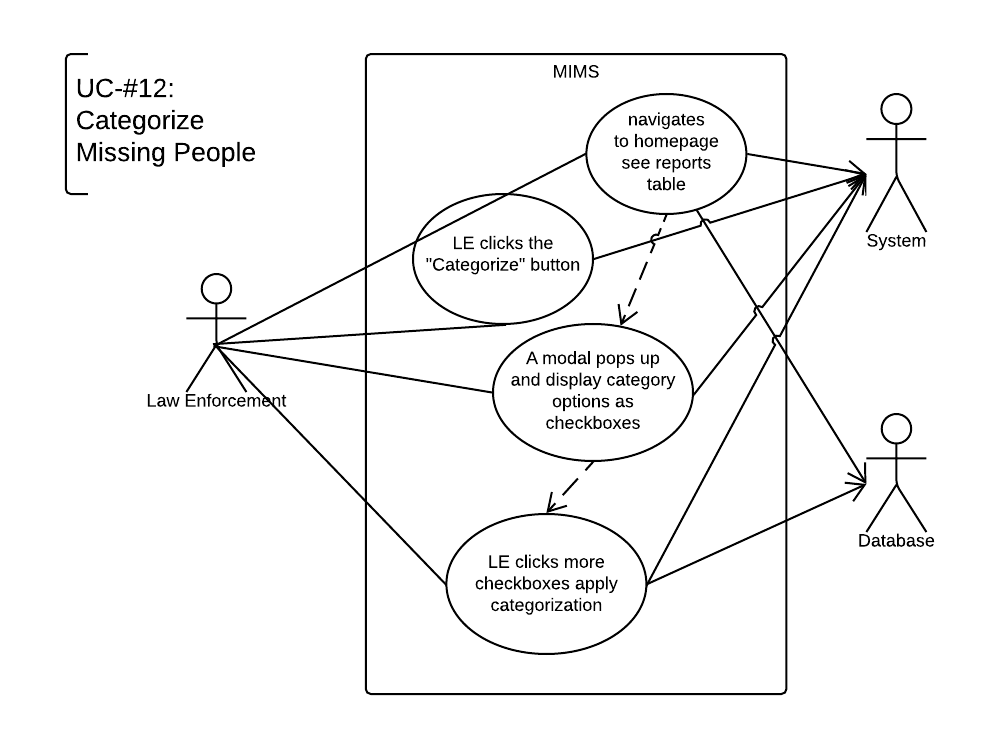 UC-#12:
Categorize
Missing People
MIMS
navigates
to homepage
see reports
table
LE clicks the
"Categorize" button
A modal pops up
and display category
options as
checkboxes
LE clicks more
checkboxes apply
categorization
Law Enforcement
System
Database